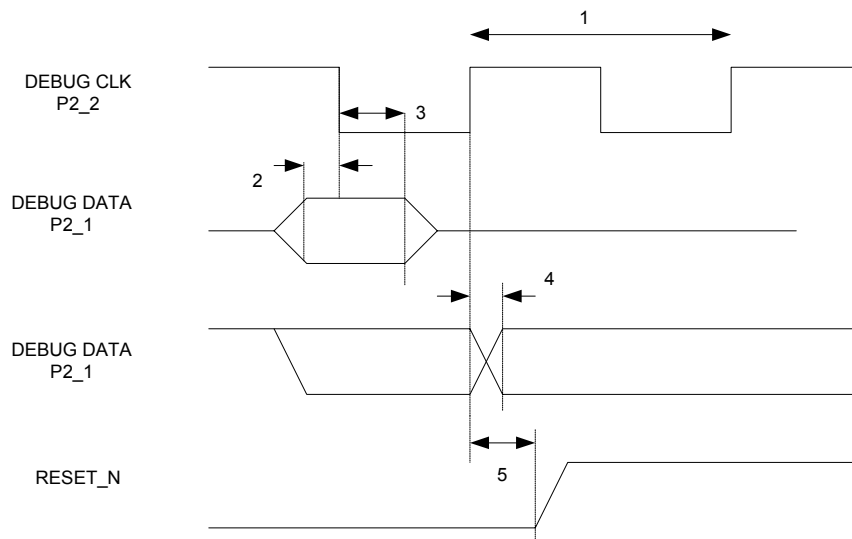 1
DEBUG CLK
P2_2
3
2
DEBUG DATA
P2_1
4
DEBUG DATA
P2_1
5
RESET_N